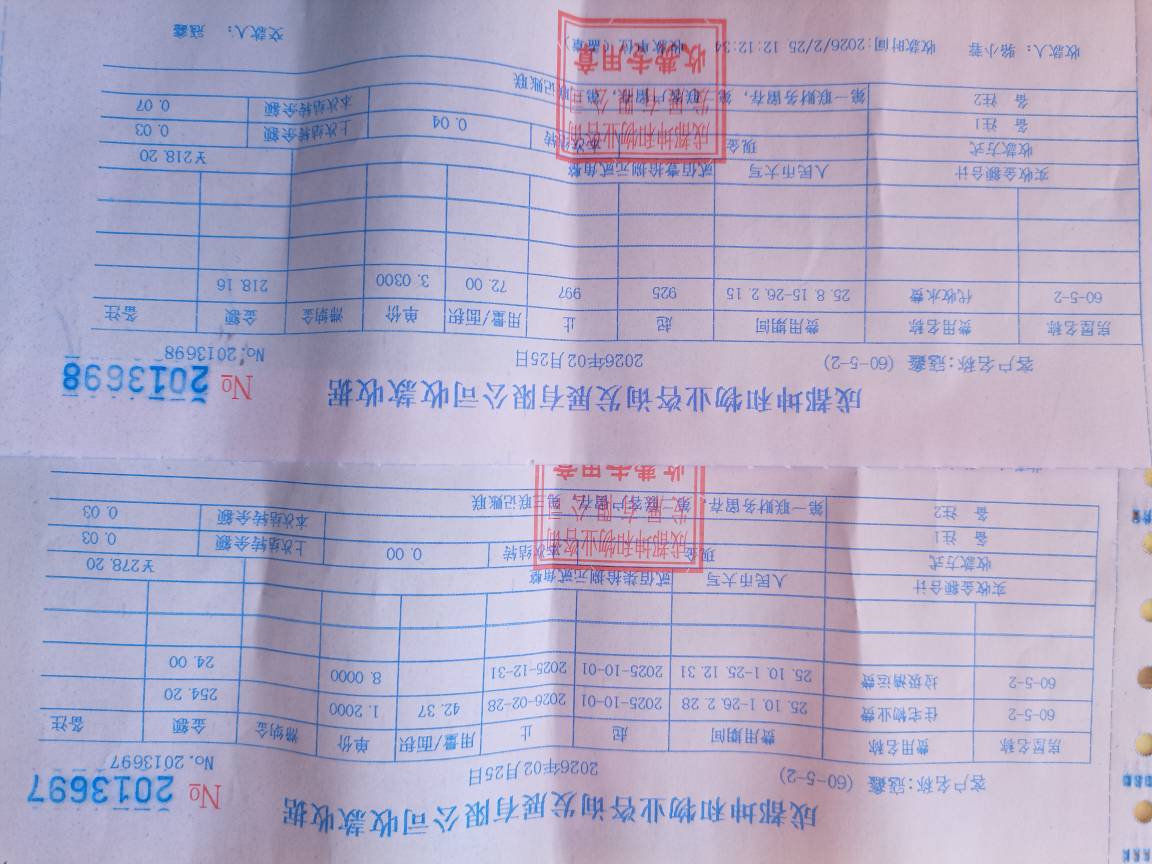 成都坤和物业咨询发展有限公司收款收据
№ 2013697
客户名称:寇鑫 (60-5-2) 2026年02月25日 No. 2013697
房屋名称 费用名称 费用期间 起 止 用量/面积 单价 滞纳金 金额 备注
60-5-2 住宅物业费 25. 10. 1-26. 2. 28 2025-10-01 2026-02-28 42. 37 1. 2000 254. 20
60-5-2 垃圾清运费 25. 10. 1-25. 12. 31 2025-10-01 2025-12-31 8. 0000 24. 00
实收金额合计 人民币大写 贰佰柒拾捌元贰角整 ¥278. 20
收款方式 现金 本次结转 0. 00 上次结转余额 0. 03
备 注1 本次结转余额 0. 03
备 注2 第一联财务留存，第二联客户留存，第三联记账联
成都坤和物业咨询
发展有限公司
收费专用章
成都坤和物业咨询发展有限公司收款收据
№ 2013698
客户名称:寇鑫 (60-5-2) 2026年02月25日 No. 2013698
房屋名称 费用名称 费用期间 起 止 用量/面积 单价 滞纳金 金额 备注
60-5-2 代收水费 25. 8. 15-26. 2. 15 925 997 72. 00 3. 0300 218. 16
实收金额合计 人民币大写 贰佰壹拾捌元贰角整 ¥218. 20
收款方式 现金 本次结转 0. 04 上次结转余额 0. 03
备 注1 本次结转余额 0. 07
备 注2 第一联财务留存，第二联客户留存，第三联记账联
收款人: 骆小蓉 收款时间:2026/2/25 12:12:34 收款单位(盖章) 交款人: 寇鑫
成都坤和物业咨询
发展有限公司
收费专用章